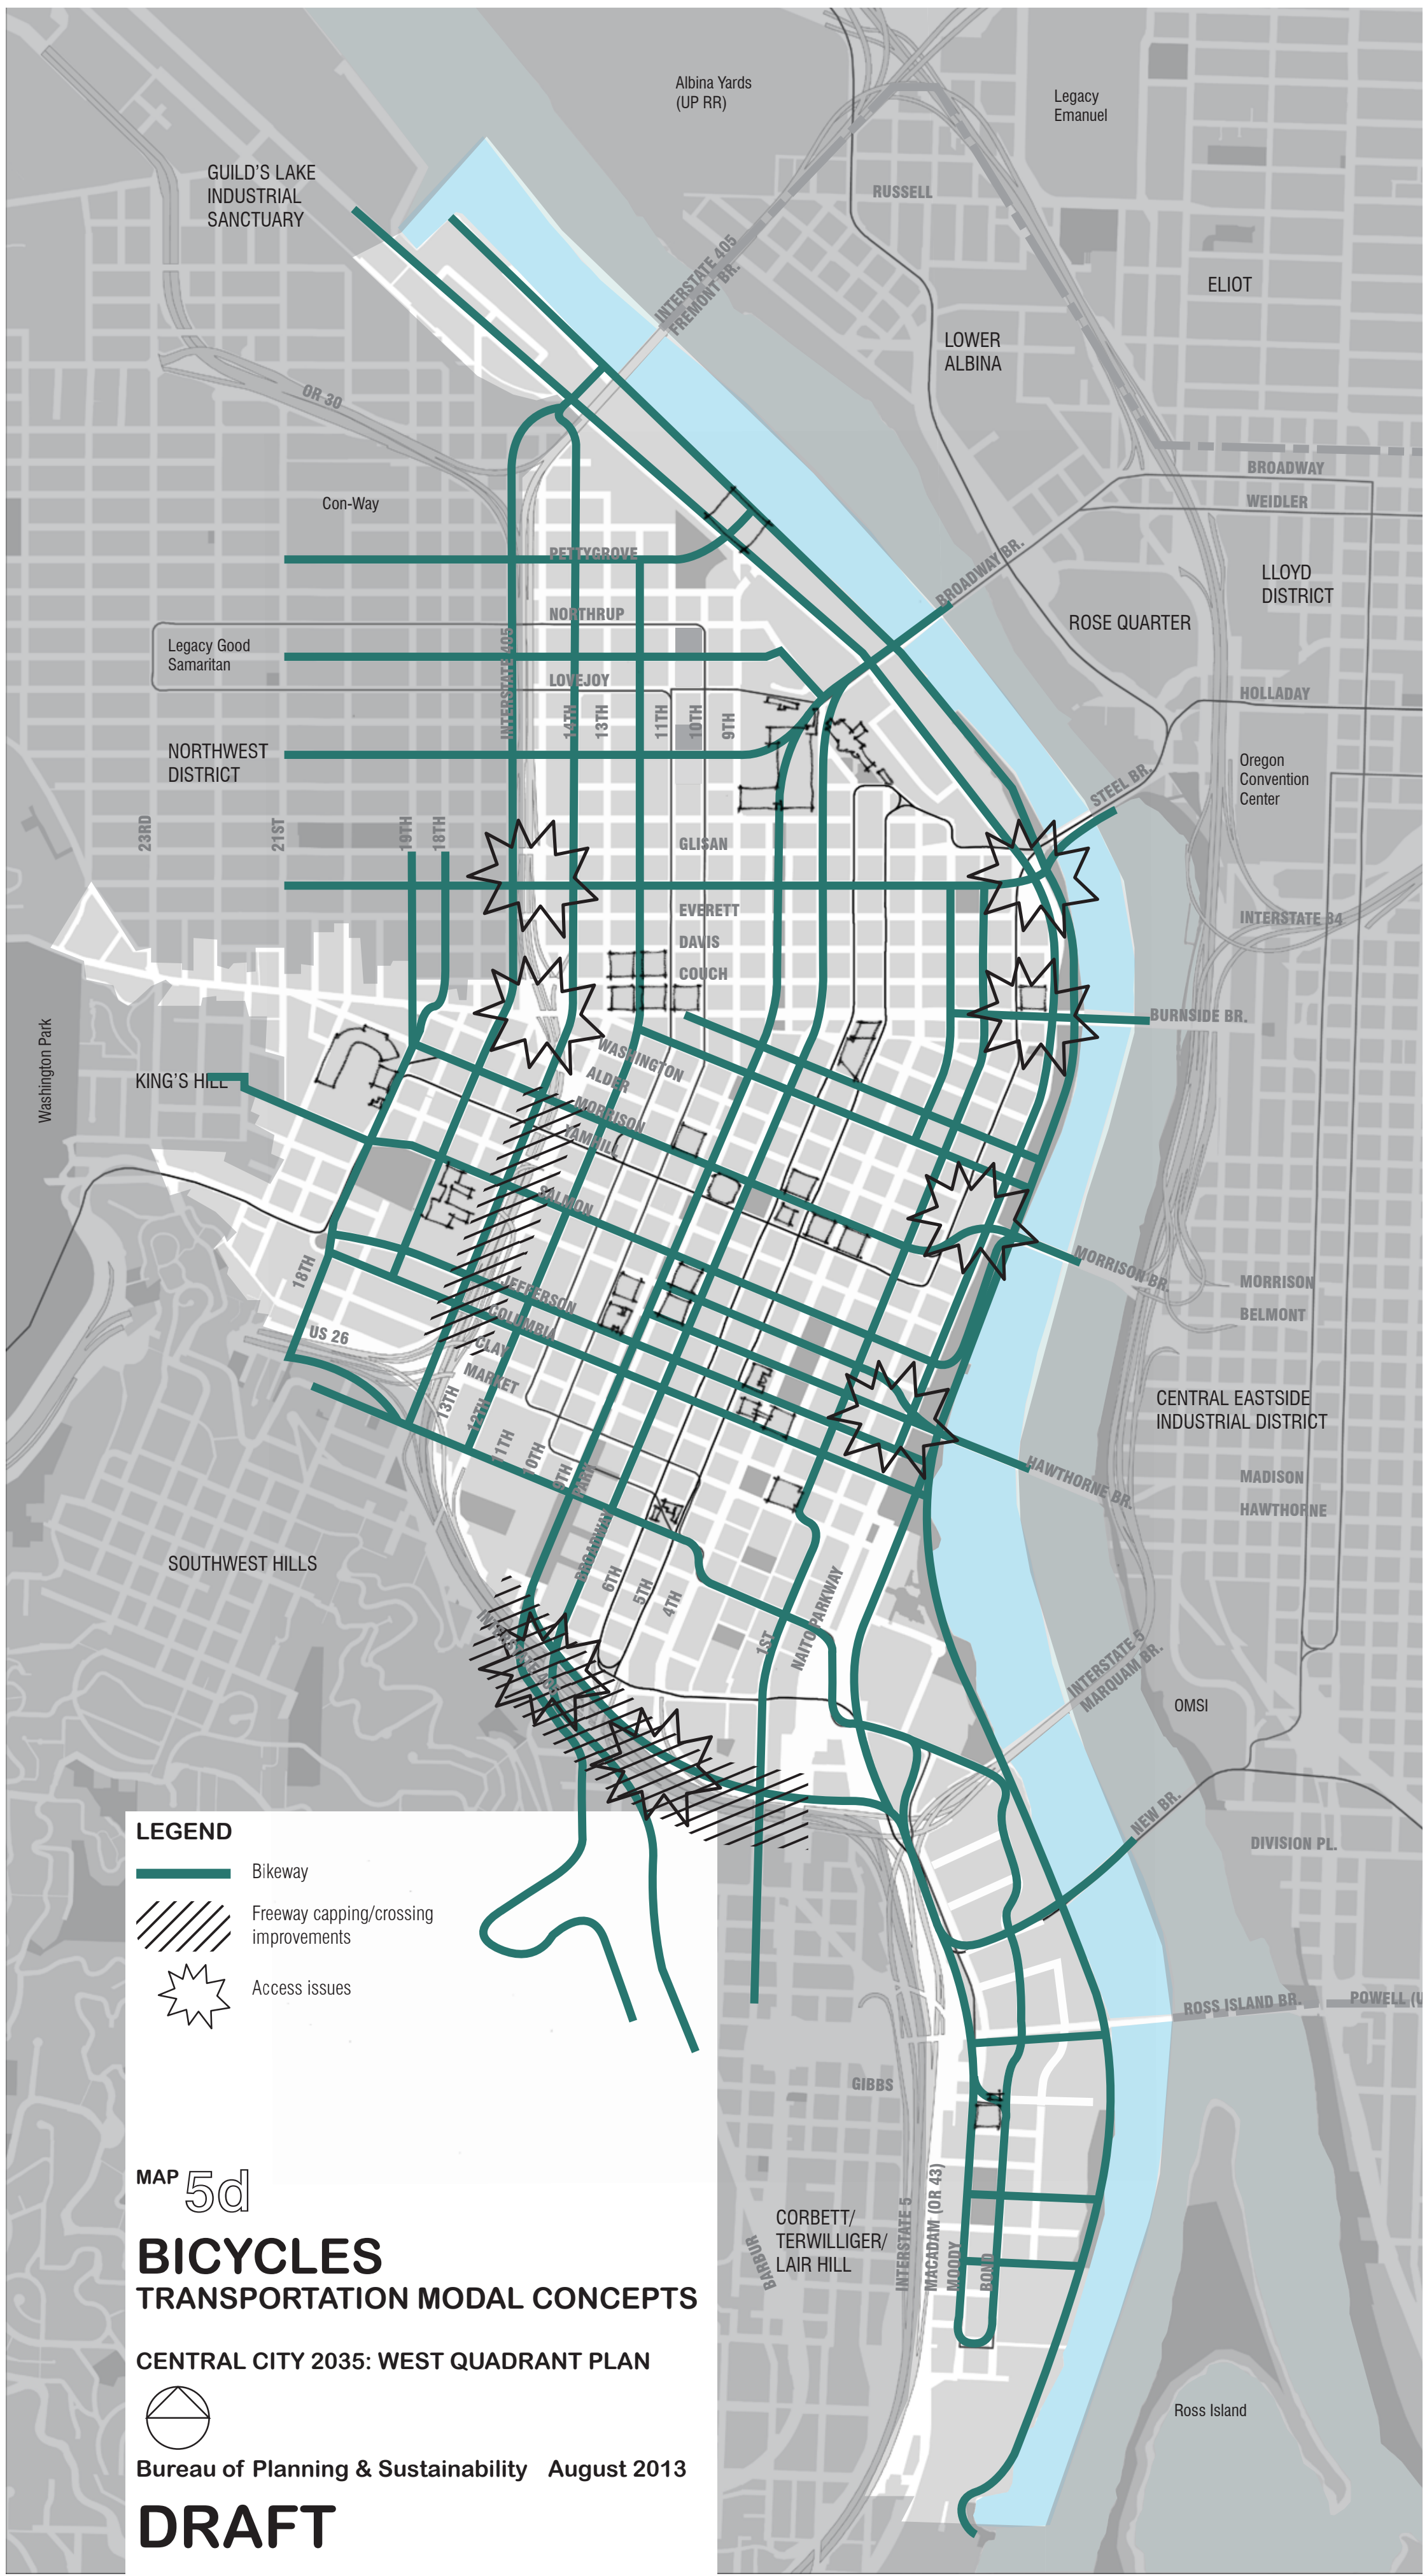 Albina Yards
(UP RR)
Legacy
Emanuel
GUILD'S LAKE
INDUSTRIAL
SANCTUARY
RUSSELL
INTERSTATE 405
FREMONT BR.
ELIOT
LOWER
ALBINA
OR 30
BROADWAY
WEIDLER
Con-Way
PETTYGROVE
BROADWAY BR.
LLOYD
DISTRICT
NORTHRUP
ROSE QUARTER
Legacy Good
Samaritan
INTERSTATE 405
LOVEJOY
HOLLADAY
14TH
13TH
11TH
10TH
9TH
NORTHWEST
DISTRICT
Oregon
Convention
Center
STEEL BR.
23RD
21ST
19TH
18TH
GLISAN
EVERETT
INTERSTATE 84
DAVIS
COUCH
BURNSIDE BR.
Washington Park
KING'S HILL
WASHINGTON
ALDER
MORRISON
YAMHILL
SALMON
MORRISON BR.
MORRISON
BELMONT
18TH
JEFFERSON
COLUMBIA
US 26
CLAY
MARKET
CENTRAL EASTSIDE
INDUSTRIAL DISTRICT
13TH
12TH
11TH
10TH
9TH
PARK
HAWTHORNE BR.
MADISON
HAWTHORNE
SOUTHWEST HILLS
BROADWAY
6TH
5TH
4TH
1ST
NAITO PARKWAY
INTERSTATE 405
INTERSTATE 5
MARQUAM BR.
OMSI
NEW BR.
DIVISION PL.
LEGEND
Bikeway
Freeway capping/crossing
improvements
Access issues
ROSS ISLAND BR.
POWELL (U
GIBBS
MAP 5d
BICYCLES
TRANSPORTATION MODAL CONCEPTS
CORBETT/
TERWILLIGER/
LAIR HILL
BARBUR
INTERSTATE 5
MACADAM (OR 43)
MOODY
BOND
CENTRAL CITY 2035: WEST QUADRANT PLAN
Ross Island
Bureau of Planning & Sustainability August 2013
DRAFT